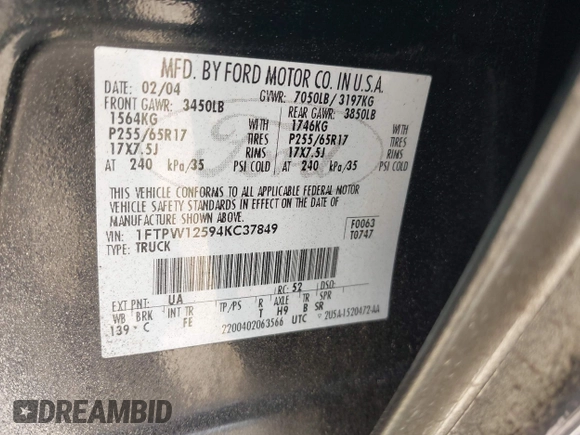 MFD. BY FORD MOTOR CO. IN U.S.A.
DATE: 02/04 GVWR: 7050LB / 3197KG
FRONT GAWR: 3450LB REAR GAWR: 3850LB
1564KG WITH 1746KG WITH
P255/65R17 TIRES P255/65R17 TIRES
17X7.5J RIMS 17X7.5J RIMS
AT 240 kPa/35 PSI COLD AT 240 kPa/35 PSI COLD
THIS VEHICLE CONFORMS TO ALL APPLICABLE FEDERAL MOTOR
VEHICLE SAFETY STANDARDS IN EFFECT ON THE DATE OF
MANUFACTURE SHOWN ABOVE.
VIN: 1FTPW12594KC37849 F0063
TYPE: TRUCK T0747
EXT PNT: UA RC: 52 DSO:
WB BRK INT TR TP/PS R AXLE TR SPR
139" C FE T H9 B SR
2200402063566 UTC
Ford
DREAMBID